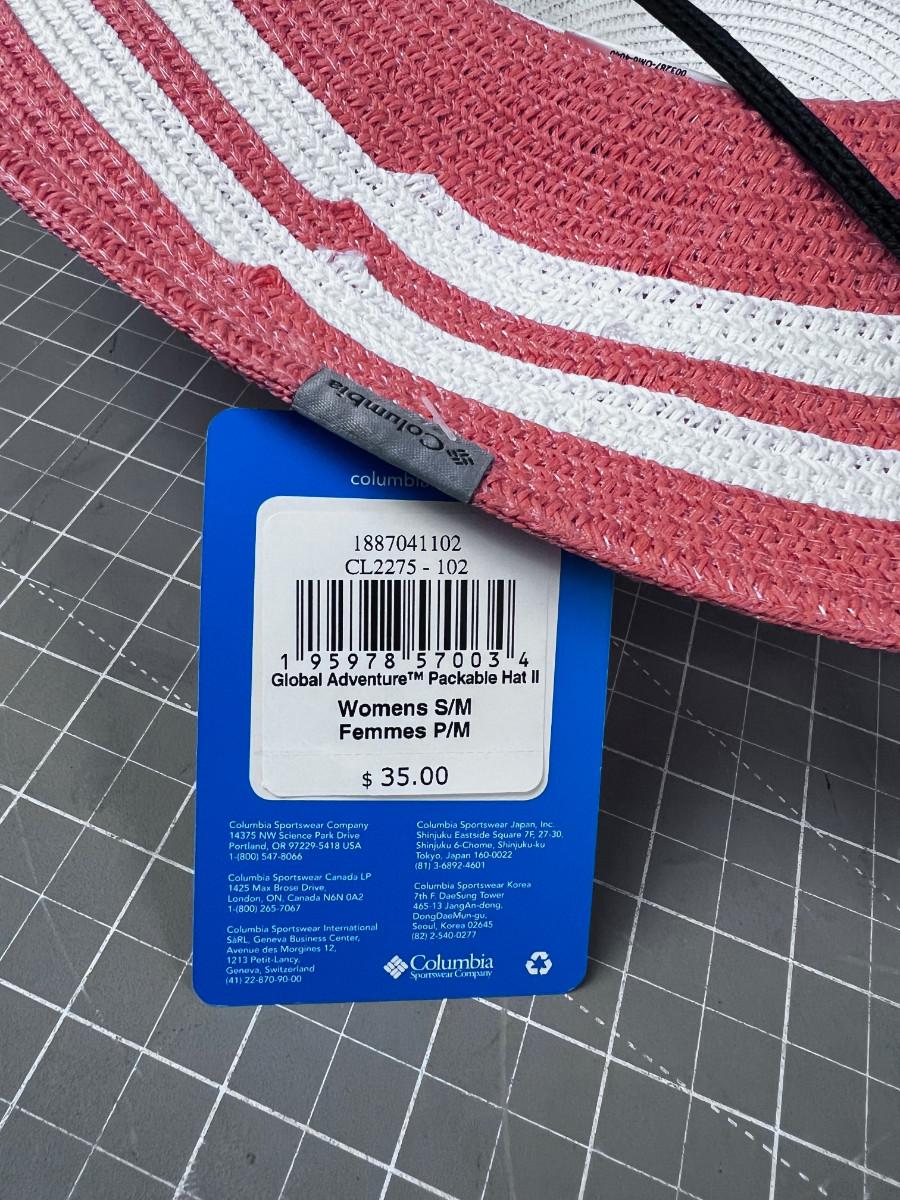 Columbia
columbia
1887041102
CL2275 - 102
1 95978 57003 4
Global Adventure™ Packable Hat II
Womens S/M
Femmes P/M
$ 35.00
Columbia Sportswear Company
14375 NW Science Park Drive
Portland, OR 97229-5418 USA
1-(800) 547-8066
Columbia Sportswear Canada LP
1425 Max Brose Drive,
London, ON, Canada N6N 0A2
1-(800) 265-7067
Columbia Sportswear International
SàRL, Geneva Business Center,
Avenue des Morgines 12,
1213 Petit-Lancy,
Geneva, Switzerland
(41) 22-870-90-00
Columbia Sportswear Japan, Inc.
Shinjuku Eastside Square 7F, 27-30,
Shinjuku 6-Chome, Shinjuku-ku
Tokyo, Japan 160-0022
(81) 3-6892-4601
Columbia Sportswear Korea
7th F. DaeSung Tower
465-13 JangAn-dong,
DongDaeMun-gu,
Seoul, Korea 02645
(82) 2-540-0277
Columbia
Sportswear Company